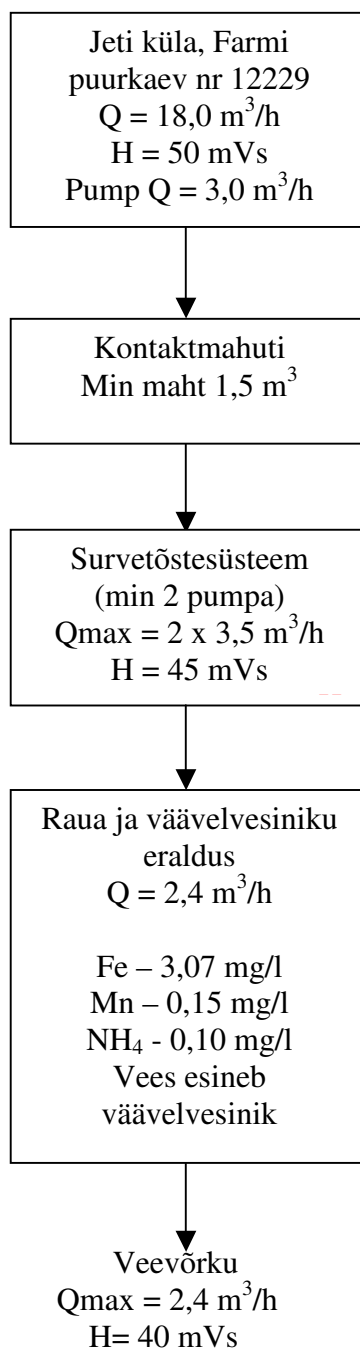 Jeti küla, Farmi
puurkaev nr 12229
Q = 18,0 m³/h
H = 50 mVs
Pump Q = 3,0 m³/h
Kontaktmahuti
Min maht 1,5 m³
Survetõstesüsteem
(min 2 pumpa)
Qmax = 2 x 3,5 m³/h
H = 45 mVs
Raua ja väävelvesiniku
eraldus
Q = 2,4 m³/h
Fe – 3,07 mg/l
Mn – 0,15 mg/l
NH₄ - 0,10 mg/l
Vees esineb
väävelvesinik
Veevõrku
Qmax = 2,4 m³/h
H= 40 mVs